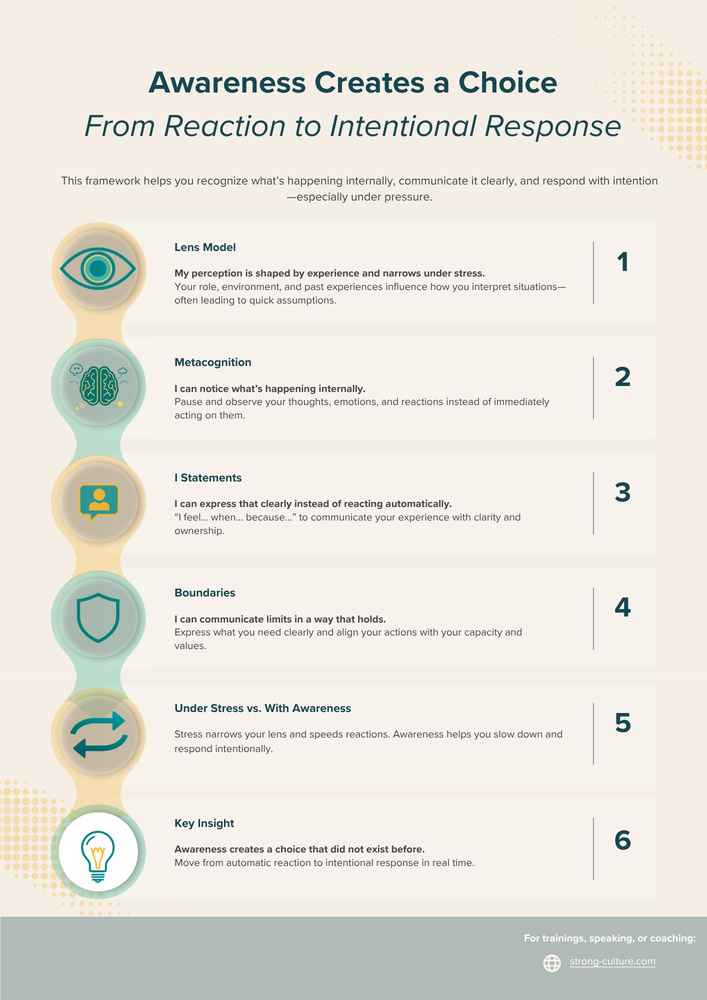 Awareness Creates a Choice
From Reaction to Intentional Response
This framework helps you recognize what's happening internally, communicate it clearly, and respond with intention
—especially under pressure.
Lens Model
1
My perception is shaped by experience and narrows under stress.
Your role, environment, and past experiences influence how you interpret situations—
often leading to quick assumptions.
Metacognition
2
I can notice what's happening internally.
Pause and observe your thoughts, emotions, and reactions instead of immediately
acting on them.
I Statements
3
I can express that clearly instead of reacting automatically.
“I feel… when… because…” to communicate your experience with clarity and
ownership.
Boundaries
4
I can communicate limits in a way that holds.
Express what you need clearly and align your actions with your capacity and
values.
Under Stress vs. With Awareness
5
Stress narrows your lens and speeds reactions. Awareness helps you slow down and
respond intentionally.
Key Insight
6
Awareness creates a choice that did not exist before.
Move from automatic reaction to intentional response in real time.
For trainings, speaking, or coaching:
strong-culture.com